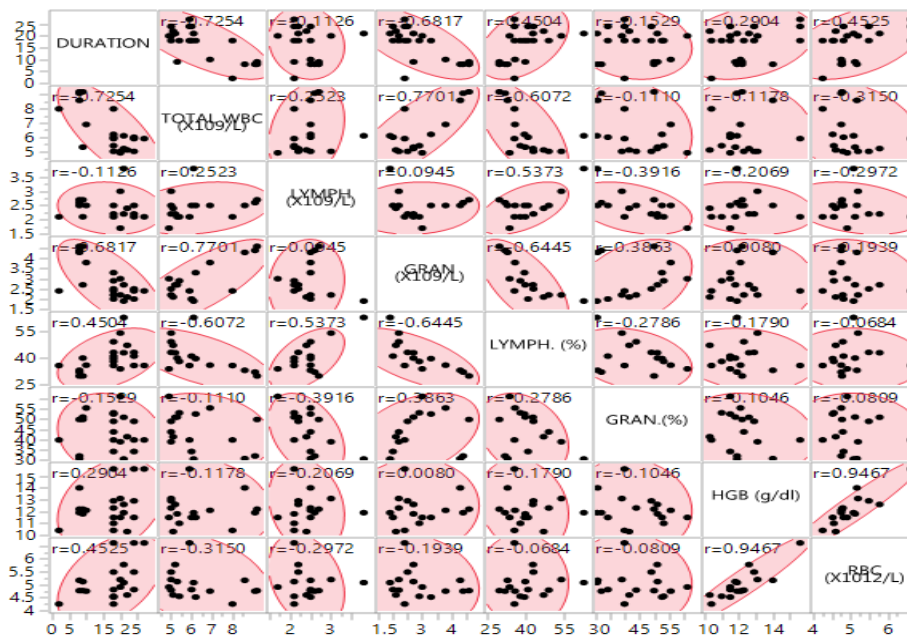 r=-0.7254 r=-0.1126 r=-0.6817 r=0.4504 r=-0.1529 r=0.2904 r=0.4525
20
15
DURATION
10
5
0
r=-0.7254 r=0.2523 r=0.7701 r=-0.6072 r=-0.1110 r=-0.1178 r=-0.3150
8
TOTAL WBC
7
(X109/L)
6
5
r=-0.1126 r=0.2523 r=0.0945 r=0.5373 r=-0.3916 r=-0.2069 r=-0.2972
3.5
3
LYMPH
2.5
(X109/L)
2
1.5
r=-0.6817 r=0.7701 r=0.0945 r=-0.6445 r=0.3863 r=0.0080 r=-0.1939
4
3.5
GRAN
(X109/L)
2.5
2
1.5
r=0.4504 r=-0.6072 r=0.5373 r=-0.6445 r=-0.2786 r=-0.1790 r=-0.0684
55
LYMPH. (%)
40
25
r=-0.1529 r=-0.1110 r=-0.3916 r=0.3863 r=-0.2786 r=-0.1046 r=-0.0809
55
50
GRAN.(%)
45
40
35
30
r=0.2904 r=-0.1178 r=-0.2069 r=0.0080 r=-0.1790 r=-0.1046 r=0.9467
15
14
13
HGB (g/dl)
12
11
10
r=0.4525 r=-0.3150 r=-0.2972 r=-0.1939 r=-0.0684 r=-0.0809 r=0.9467
6
5.5
RBC
(X1012/L)
5
4.5
4
0 5 15 25 5 6 7 8 2 3 1.5 3 4 25 40 55 30 45 55 10 12 14 4 5 6